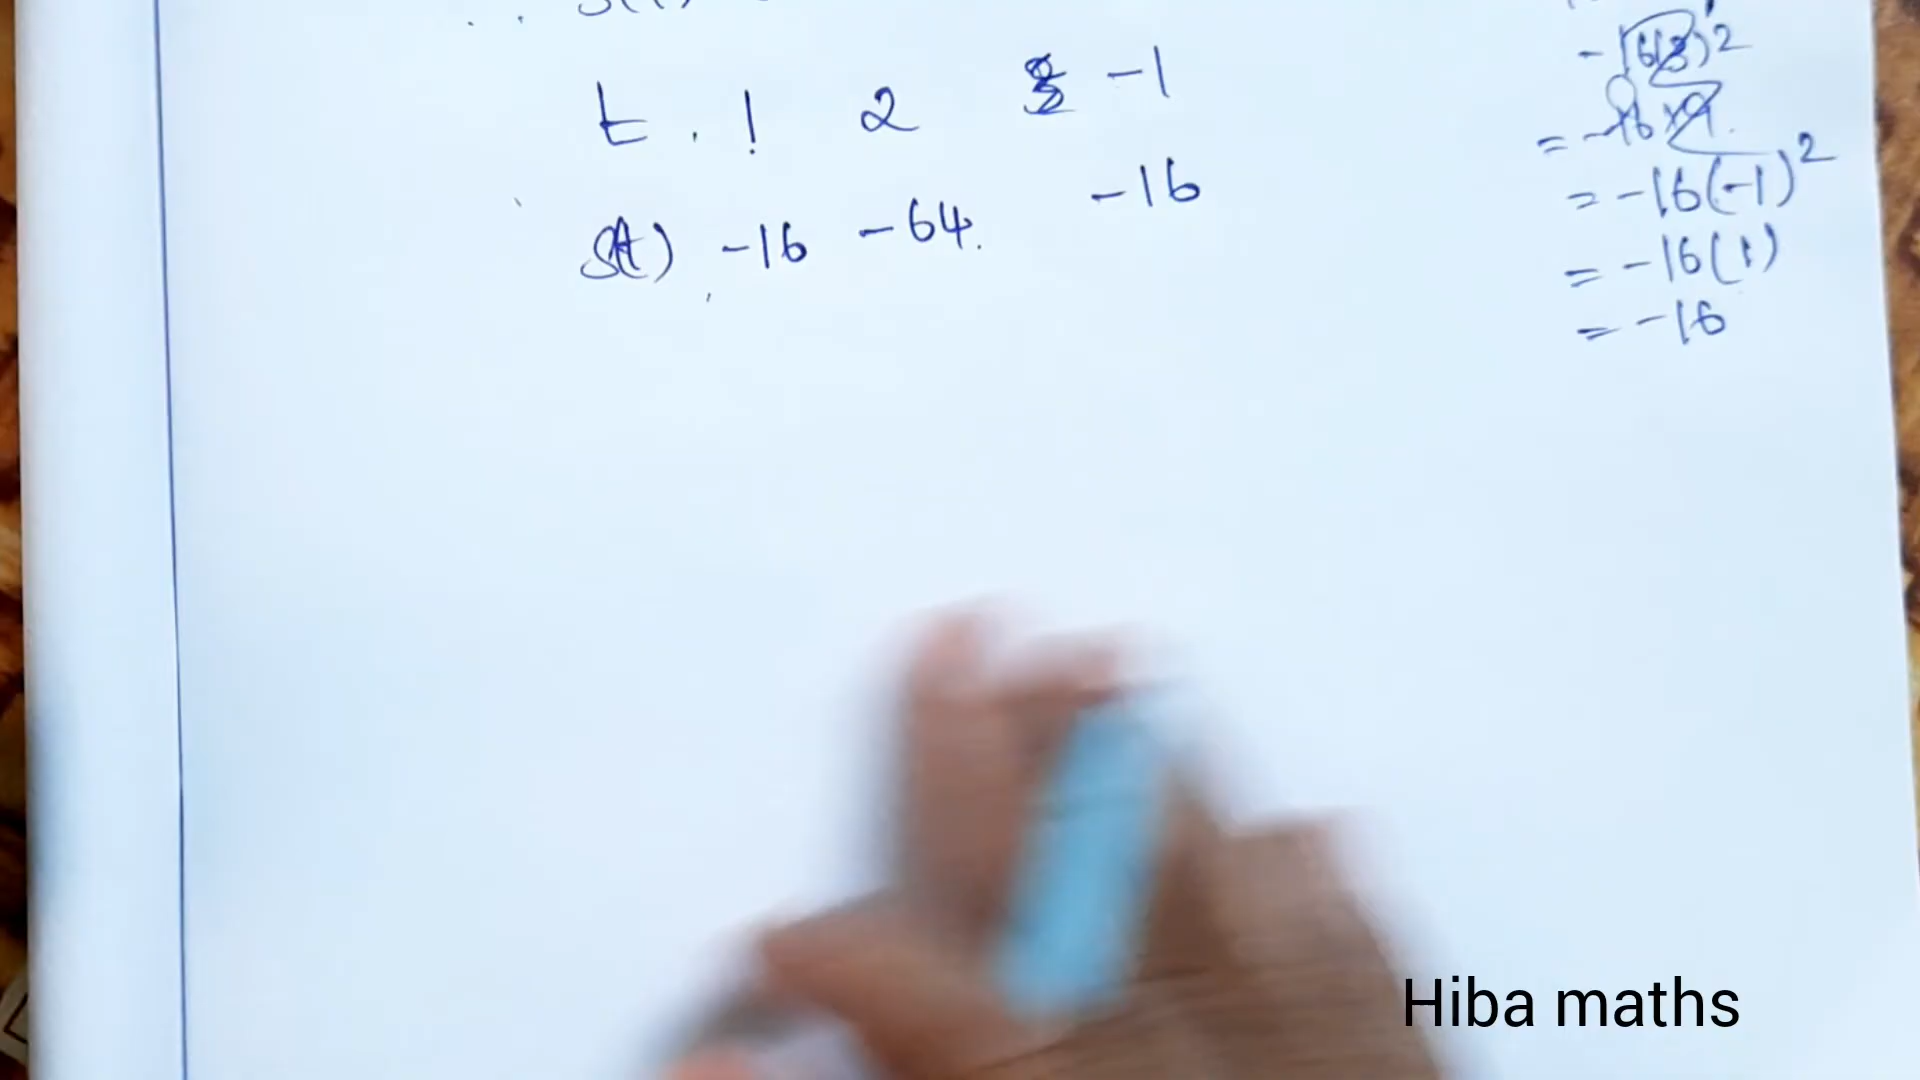 t 1 2 -1
S(t) -16 -64 -16
= -16(-1)²
= -16(1)
= -16
Hiba maths